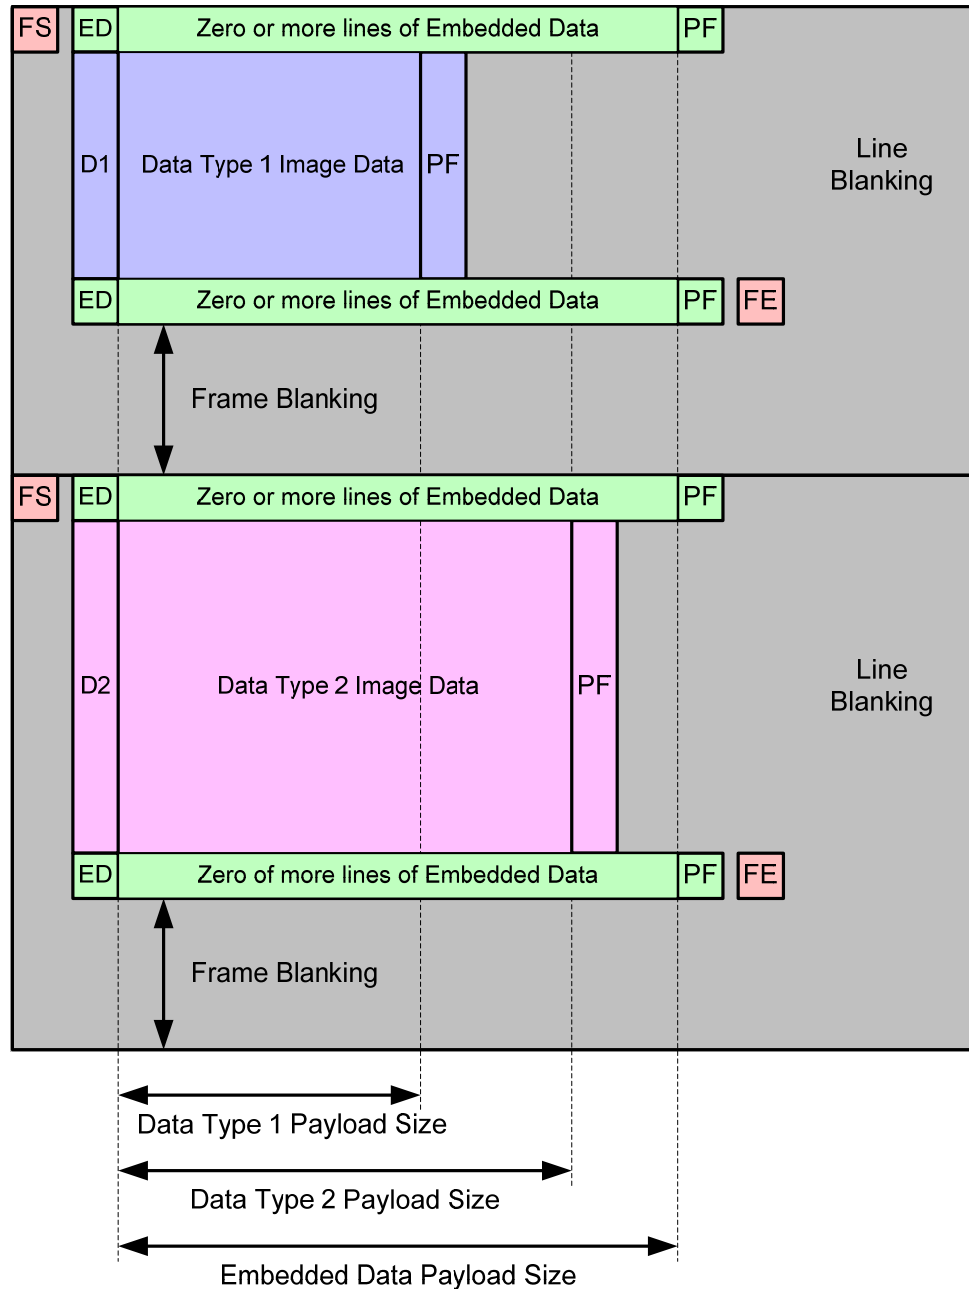 FS ED Zero or more lines of Embedded Data PF
D1 Data Type 1 Image Data PF
Line
Blanking
ED Zero or more lines of Embedded Data PF FE
Frame Blanking
FS ED Zero or more lines of Embedded Data PF
D2 Data Type 2 Image Data PF
Line
Blanking
ED Zero of more lines of Embedded Data PF FE
Frame Blanking
Data Type 1 Payload Size
Data Type 2 Payload Size
Embedded Data Payload Size